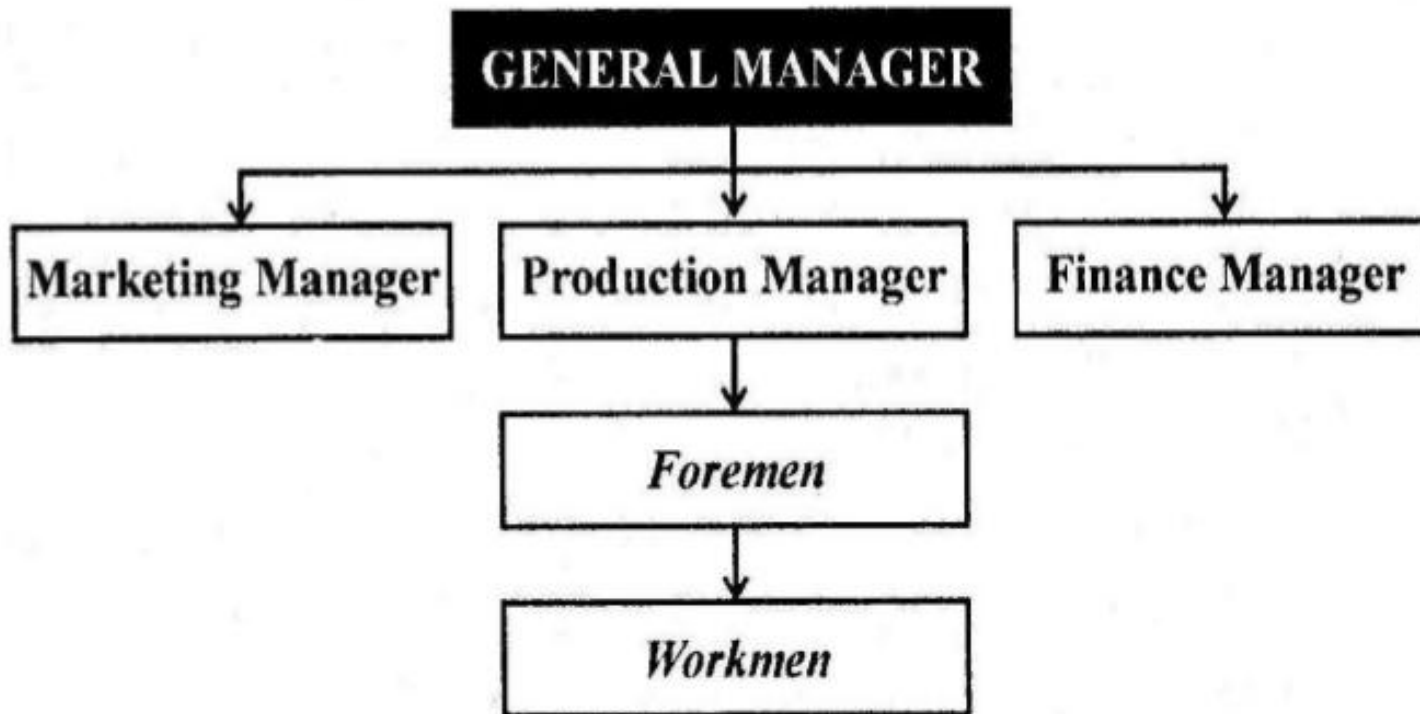 GENERAL MANAGER
Marketing Manager
Production Manager
Finance Manager
Foremen
Workmen